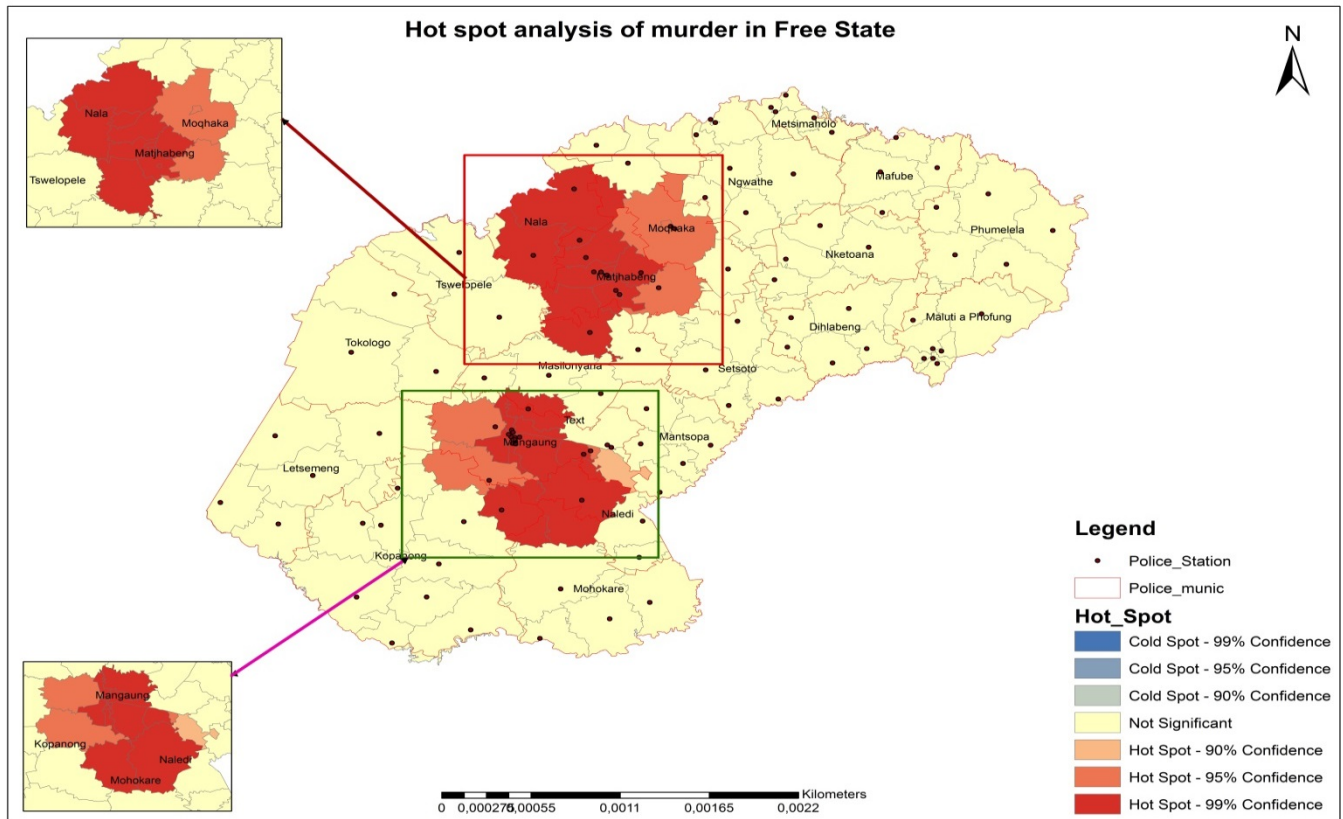 Hot spot analysis of murder in Free State
N
Nala
Moqhaka
Matjhabeng
Tswelopele
Metsimaholo
Ngwathe
Mafube
Nala
Moqhaka
Phumelela
Nketoana
Matjhabeng
Tswelopele
Dihlabeng
Maluti a Phofung
Tokologo
Masilonyana
Setsoto
Text
Mangaung
Mantsopa
Letsemeng
Naledi
Kopanong
Mohokare
Mangaung
Kopanong
Naledi
Mohokare
Legend
Police_Station
Police_munic
Hot_Spot
Cold Spot - 99% Confidence
Cold Spot - 95% Confidence
Cold Spot - 90% Confidence
Not Significant
Hot Spot - 90% Confidence
Hot Spot - 95% Confidence
Hot Spot - 99% Confidence
Kilometers
0 0,000275 0,00055 0,0011 0,00165 0,0022